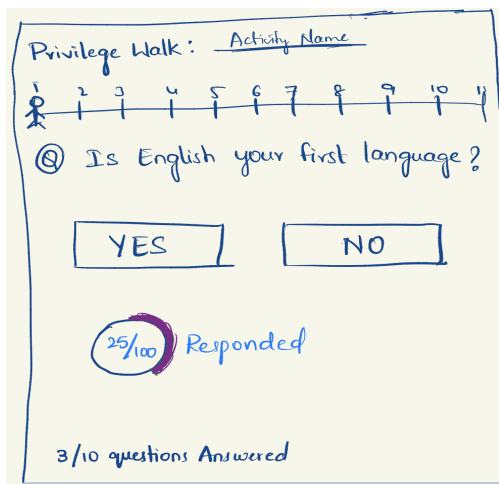 Privilege Walk: Activity Name
1 2 3 4 5 6 7 8 9 10 11
Q Is English your first language?
YES NO
25/100 Responded
3/10 questions Answered